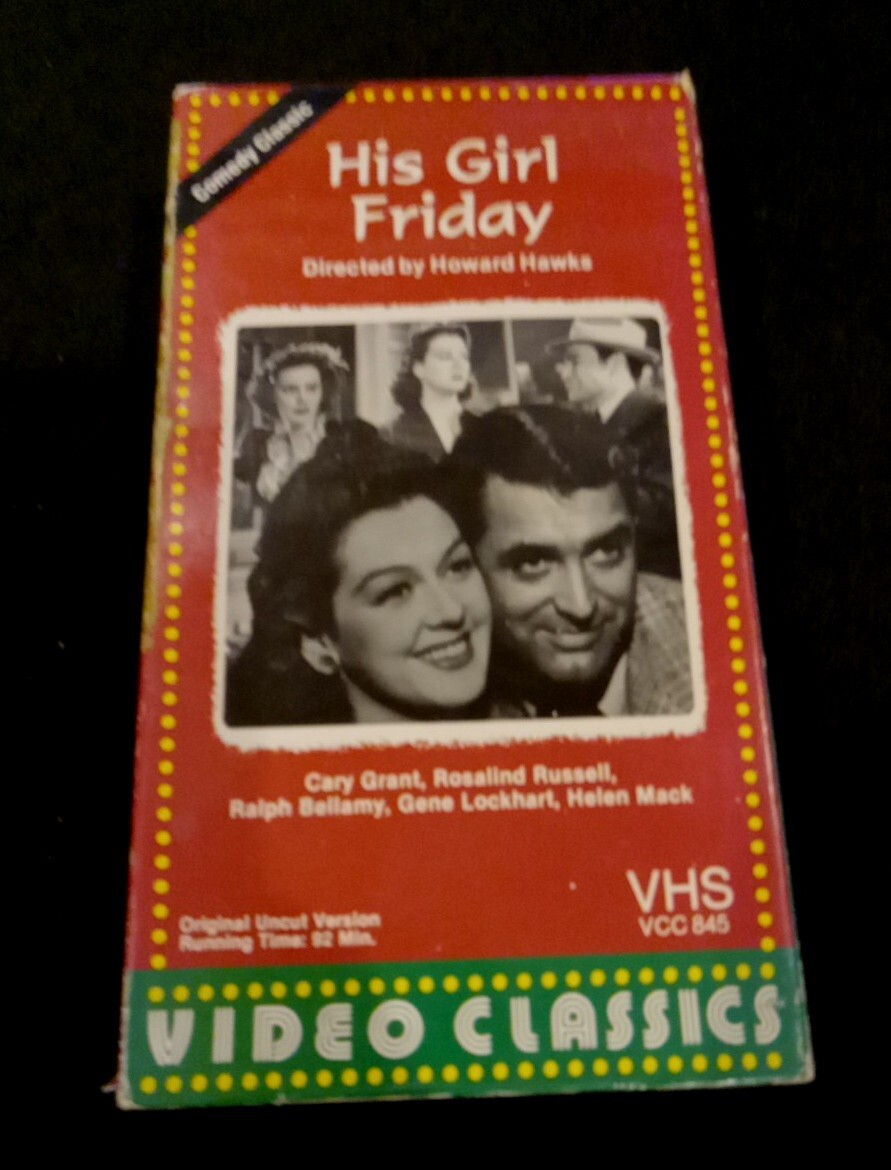 Comedy Classic
His Girl
Friday
Directed by Howard Hawks
Cary Grant, Rosalind Russell,
Ralph Bellamy, Gene Lockhart, Helen Mack
VHS
VCC 845
Original Uncut Version
Running Time: 92 Min.
VIDEO CLASSICS